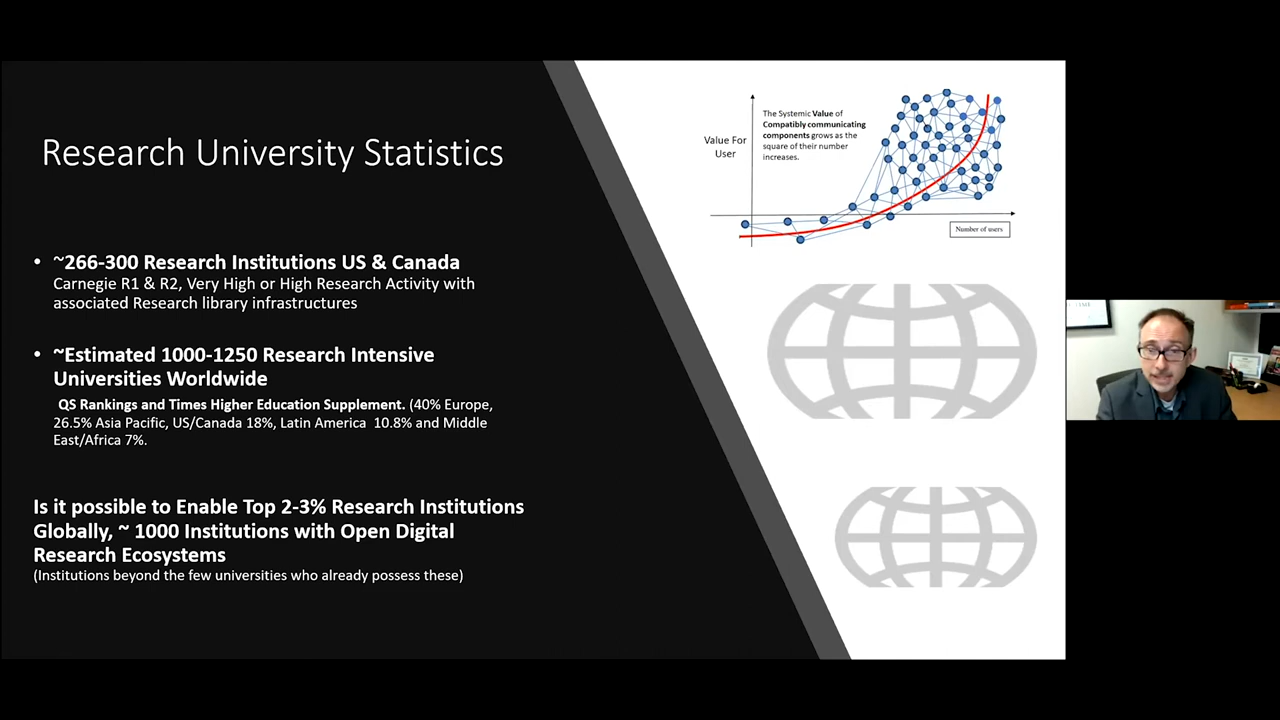 Research University Statistics
• ~266-300 Research Institutions US & Canada
Carnegie R1 & R2, Very High or High Research Activity with
associated Research library infrastructures
• ~Estimated 1000-1250 Research Intensive
Universities Worldwide
QS Rankings and Times Higher Education Supplement. (40% Europe,
26.5% Asia Pacific, US/Canada 18%, Latin America 10.8% and Middle
East/Africa 7%.
Is it possible to Enable Top 2-3% Research Institutions
Globally, ~ 1000 Institutions with Open Digital
Research Ecosystems
(Institutions beyond the few universities who already possess these)
Value For
User
The Systemic Value of
Compatibly communicating
components grows as the
square of their number
increases.
Number of users